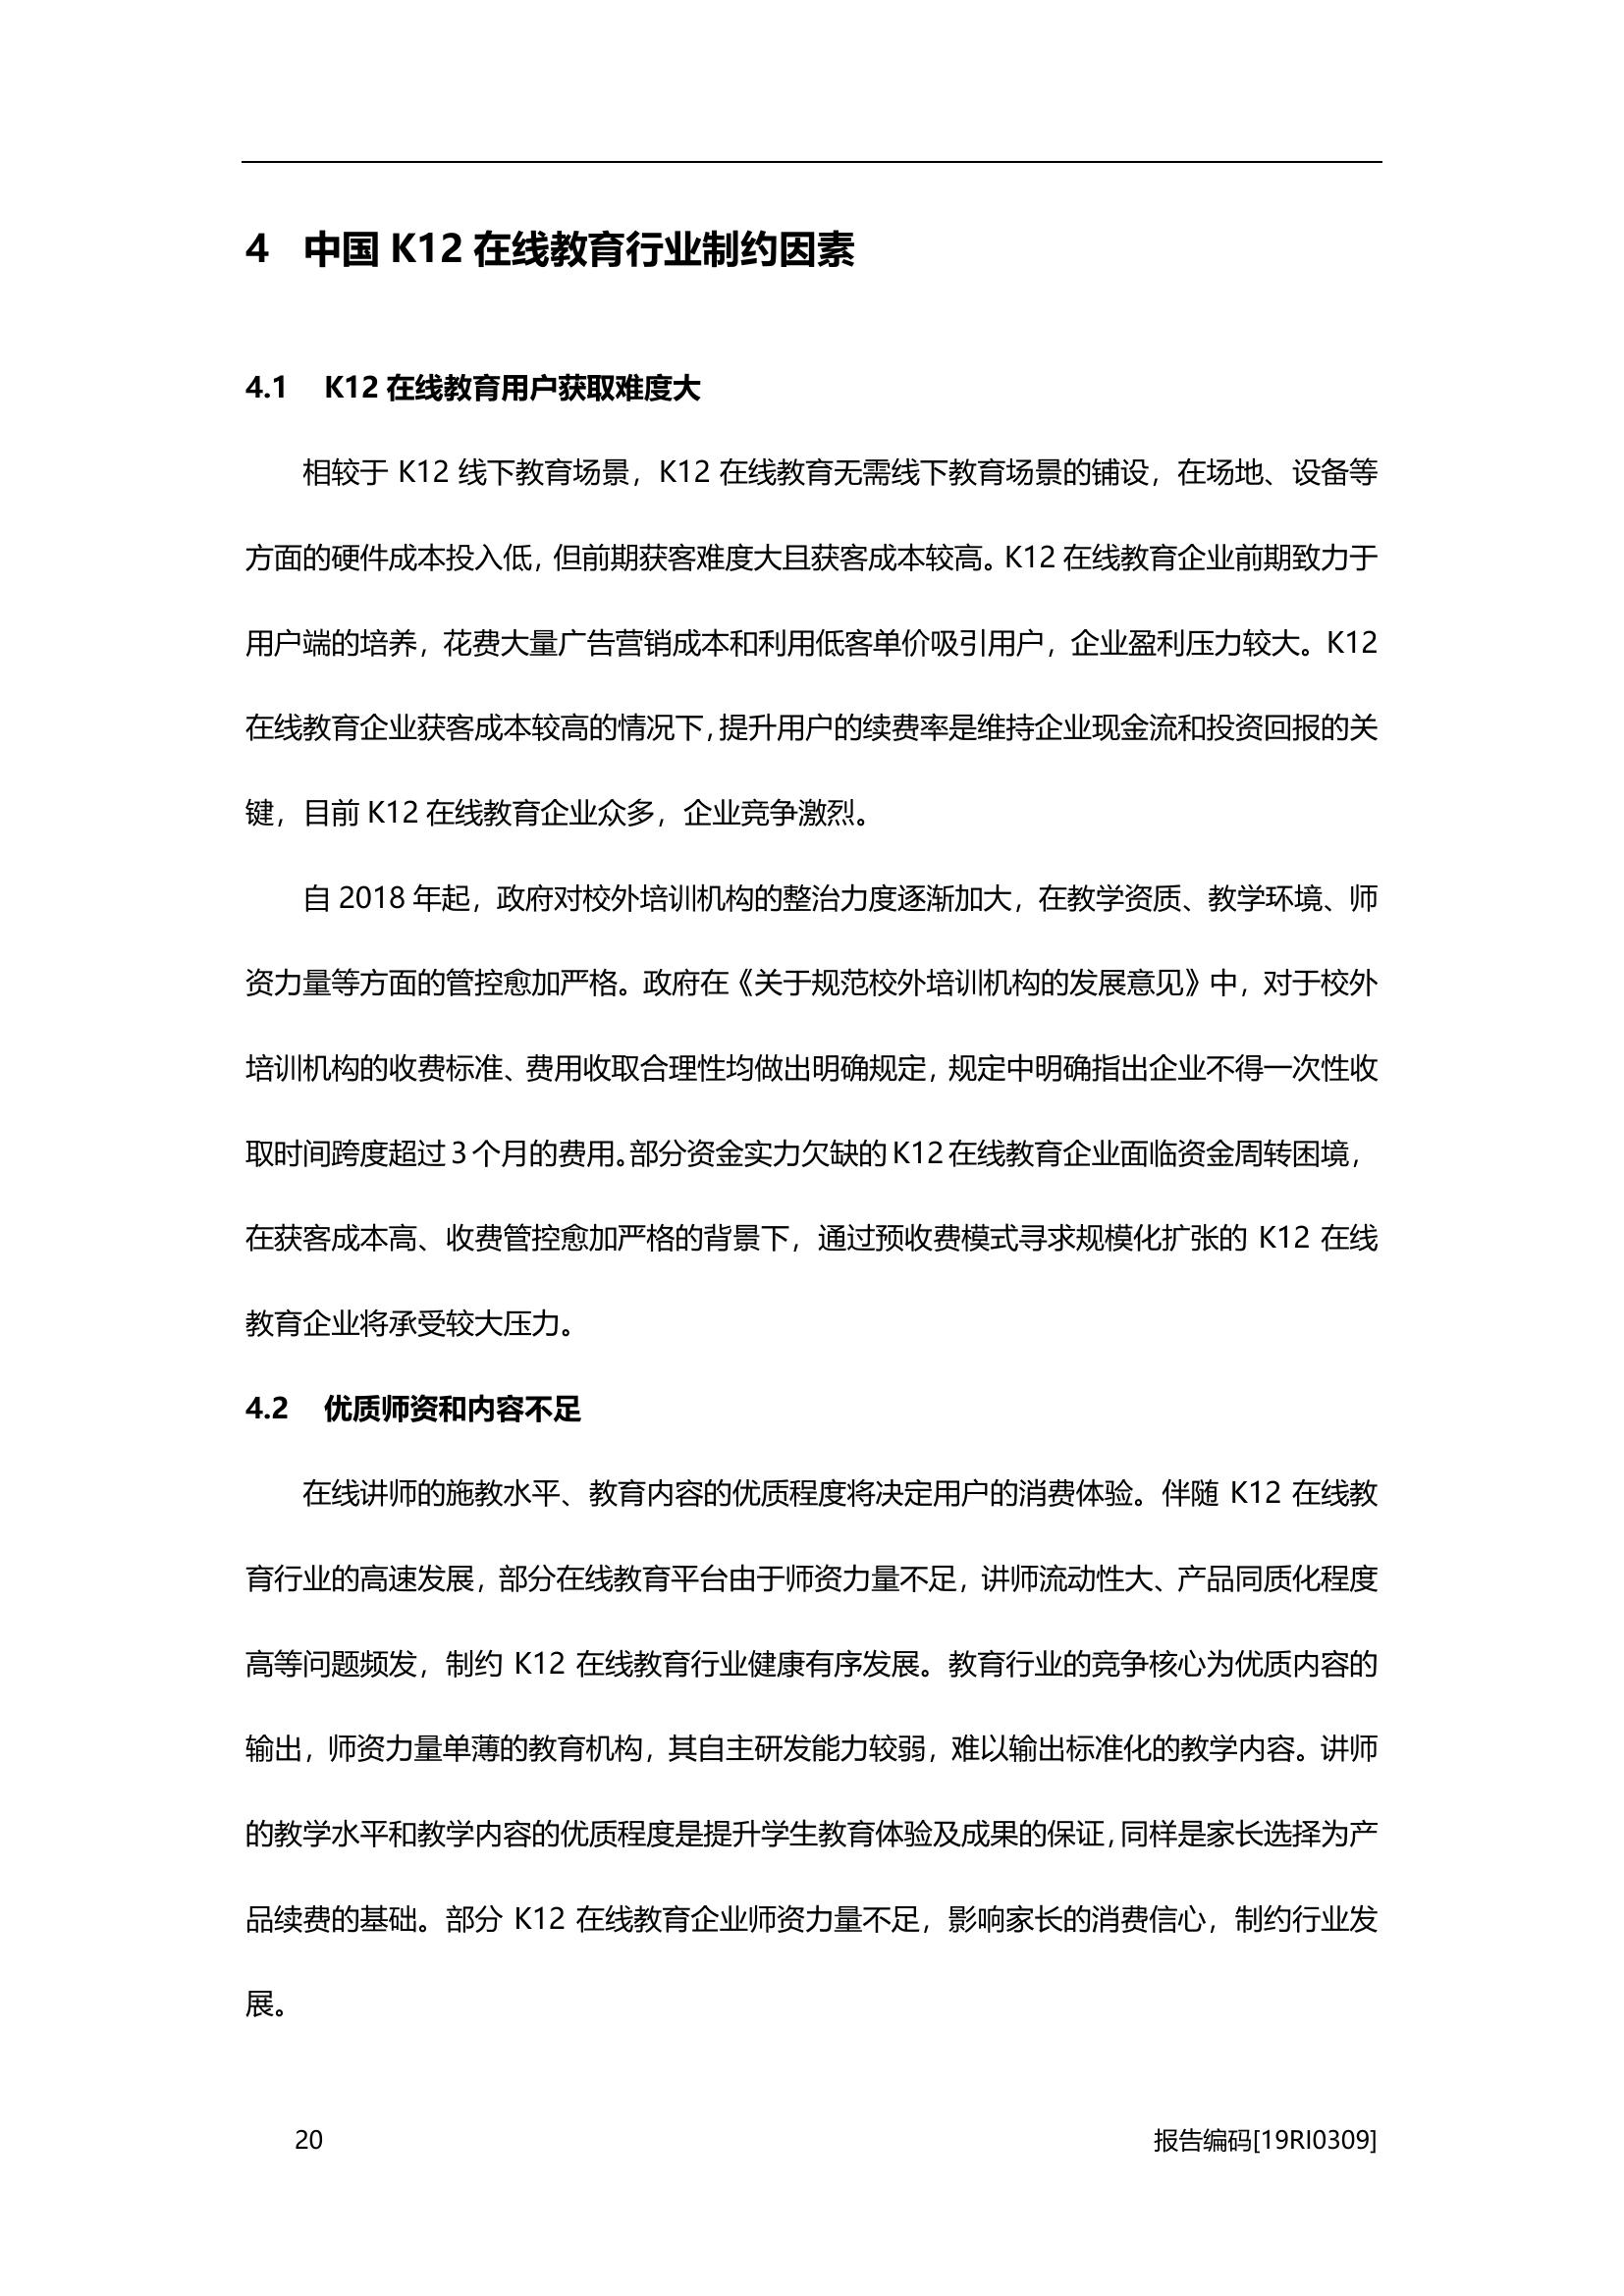 4 中国 K12 在线教育行业制约因素
4.1 K12 在线教育用户获取难度大
相较于 K12 线下教育场景，K12 在线教育无需线下教育场景的铺设，在场地、设备等
方面的硬件成本投入低，但前期获客难度大且获客成本较高。K12 在线教育企业前期致力于
用户端的培养，花费大量广告营销成本和利用低客单价吸引用户，企业盈利压力较大。K12
在线教育企业获客成本较高的情况下，提升用户的续费率是维持企业现金流和投资回报的关
键，目前 K12 在线教育企业众多，企业竞争激烈。
自 2018 年起，政府对校外培训机构的整治力度逐渐加大，在教学资质、教学环境、师
资力量等方面的管控愈加严格。政府在《关于规范校外培训机构的发展意见》中，对于校外
培训机构的收费标准、费用收取合理性均做出明确规定，规定中明确指出企业不得一次性收
取时间跨度超过 3 个月的费用。部分资金实力欠缺的 K12 在线教育企业面临资金周转困境，
在获客成本高、收费管控愈加严格的背景下，通过预收费模式寻求规模化扩张的 K12 在线
教育企业将承受较大压力。
4.2 优质师资和内容不足
在线讲师的施教水平、教育内容的优质程度将决定用户的消费体验。伴随 K12 在线教
育行业的高速发展，部分在线教育平台由于师资力量不足，讲师流动性大、产品同质化程度
高等问题频发，制约 K12 在线教育行业健康有序发展。教育行业的竞争核心为优质内容的
输出，师资力量单薄的教育机构，其自主研发能力较弱，难以输出标准化的教学内容。讲师
的教学水平和教学内容的优质程度是提升学生教育体验及成果的保证，同样是家长选择为产
品续费的基础。部分 K12 在线教育企业师资力量不足，影响家长的消费信心，制约行业发
展。
20 报告编码[19RI0309]